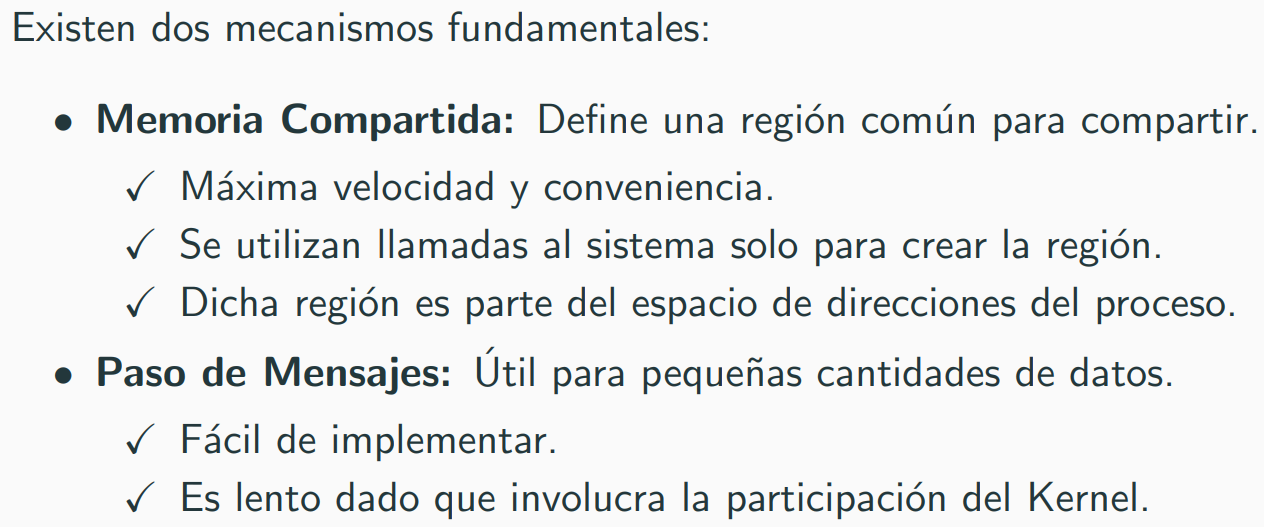 Existen dos mecanismos fundamentales:
• Memoria Compartida: Define una región común para compartir.
✓ Máxima velocidad y conveniencia.
✓ Se utilizan llamadas al sistema solo para crear la región.
✓ Dicha región es parte del espacio de direcciones del proceso.
• Paso de Mensajes: Útil para pequeñas cantidades de datos.
✓ Fácil de implementar.
✓ Es lento dado que involucra la participación del Kernel.